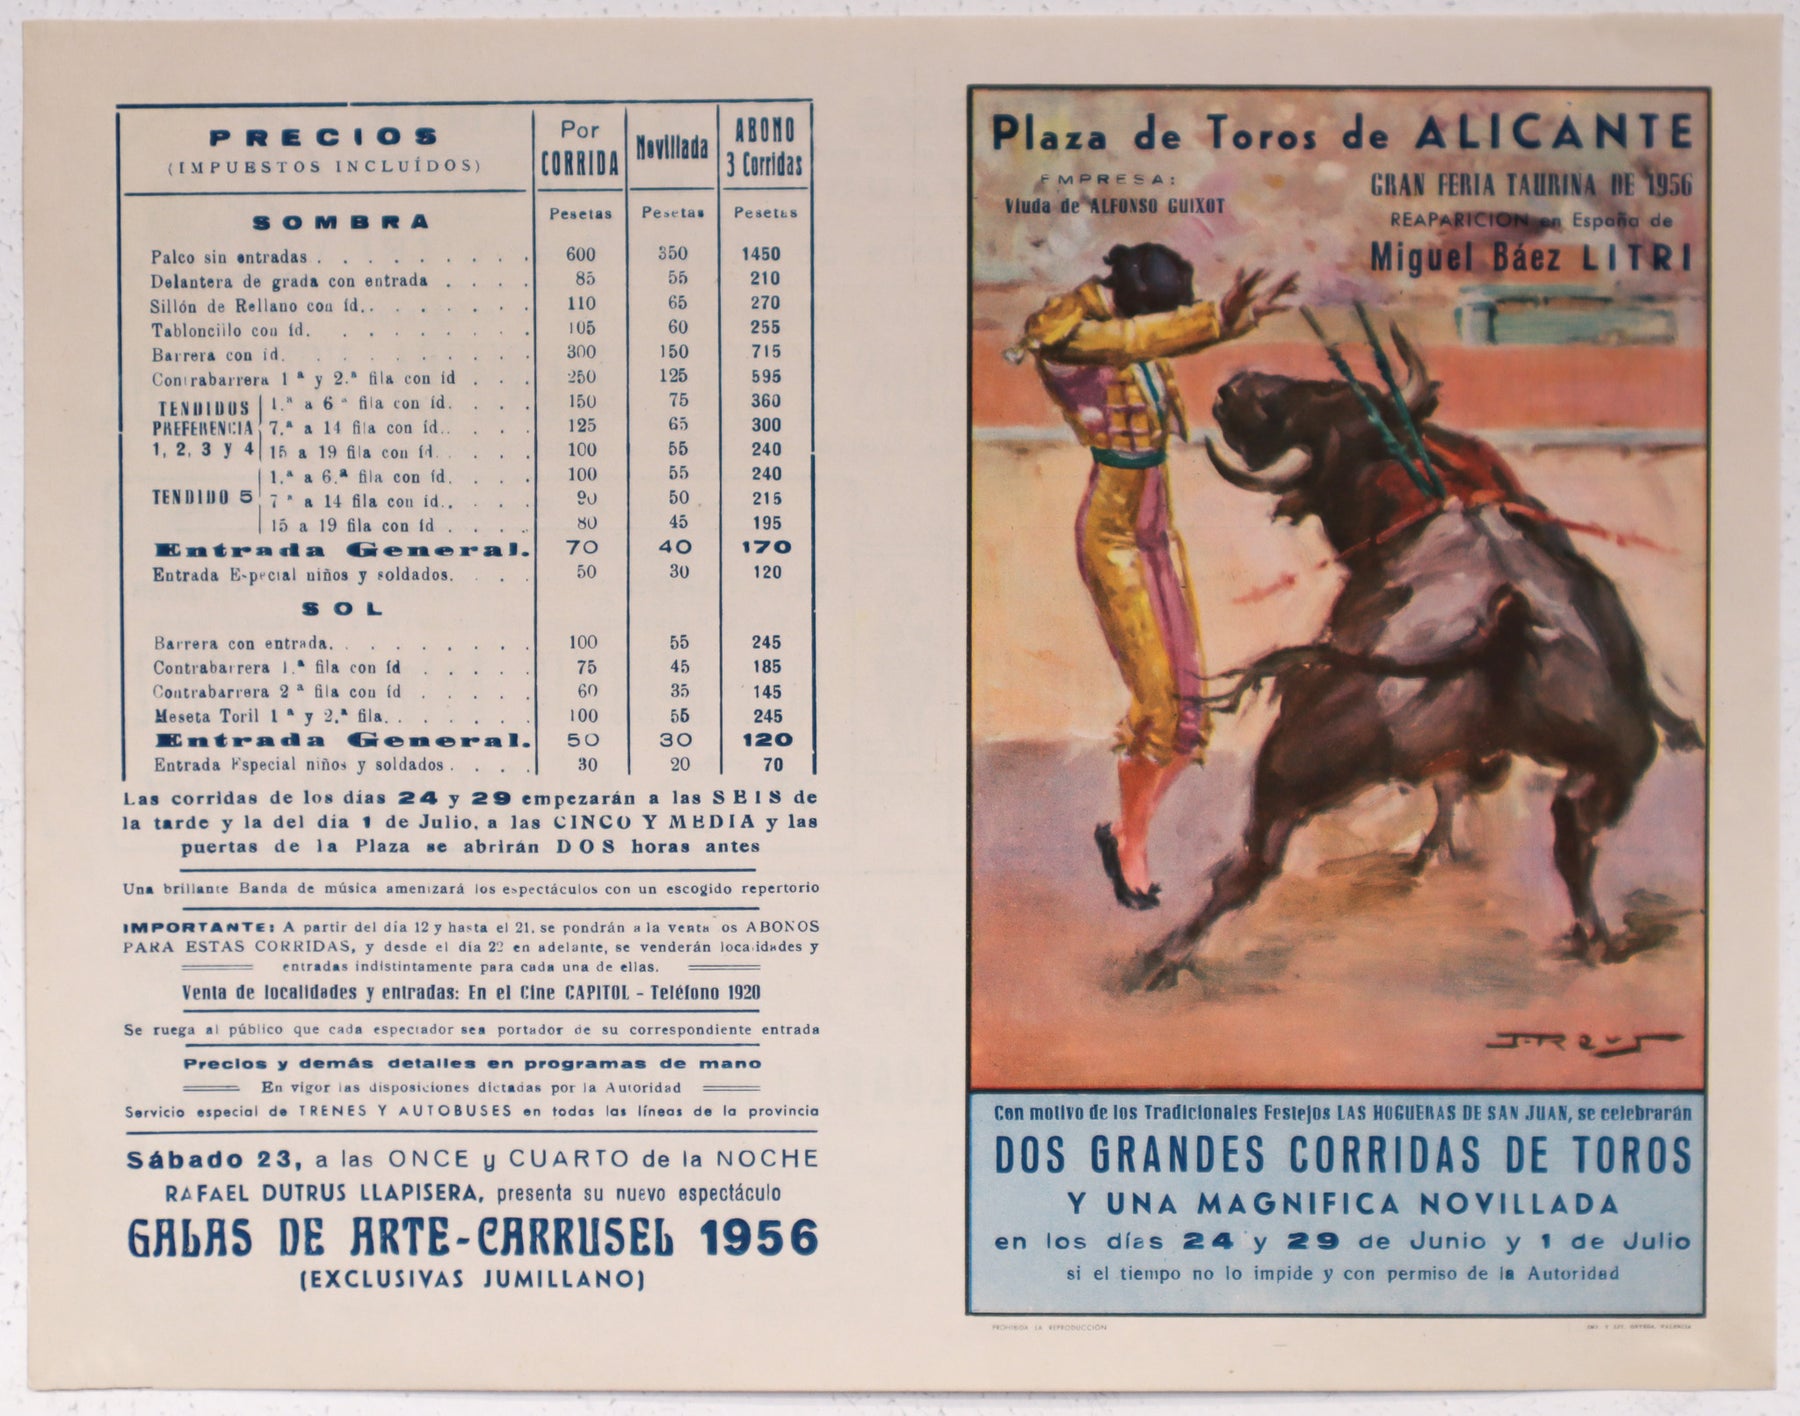 PRECIOS
(IMPUESTOS INCLUÍDOS)
Por CORRIDA
Novillada
ABONO 3 Corridas
SOMBRA Pesetas Pesetas Pesetas
Palco sin entradas . . . . . . . . . 600 350 1450
Delantera de grada con entrada . . . . 85 55 210
Sillón de Rellano con íd. . . . . . . . 110 65 270
Tabloncillo con íd. . . . . . . . . 105 60 255
Barrera con id. . . . . . . . . . 300 150 715
Contrabarrera 1 ª y 2.ª fila con íd . . . 250 125 595
TENDIDOS PREFERENCIA 1, 2, 3 y 4
1.ª a 6 ª fila con íd. . . . 150 75 360
7.ª a 14 fila con íd.. . . . 125 65 300
15 a 19 fila con íd. . . . . 100 55 240
TENDIDO 5
1.ª a 6.ª fila con íd. . . . 100 55 240
7 ª a 14 fila con íd.. . . . 90 50 215
15 a 19 fila con íd . . . . 80 45 195
Entrada General. 70 40 170
Entrada Especial niños y soldados. . . . 50 30 120
SOL
Barrera con entrada. . . . . . . . . 100 55 245
Contrabarrera 1.ª fila con íd . . . . . 75 45 185
Contrabarrera 2 ª fila con íd . . . . . 60 35 145
Meseta Toril 1 ª y 2.ª fila. . . . . . . 100 55 245
Entrada General. 50 30 120
Entrada Especial niños y soldados . . . . 30 20 70
Las corridas de los días 24 y 29 empezarán a las SEIS de
la tarde y la del día 1 de Julio, a las CINCO Y MEDIA y las
puertas de la Plaza se abrirán DOS horas antes
Una brillante Banda de música amenizará los espectáculos con un escogido repertorio
IMPORTANTE: A partir del día 12 y hasta el 21, se pondrán a la venta os ABONOS
PARA ESTAS CORRIDAS, y desde el día 22 en adelante, se venderán localidades y
entradas indistintamente para cada una de ellas.
Venta de localidades y entradas: En el Cine CAPITOL - Teléfono 1920
Se ruega al público que cada espectador sea portador de su correspondiente entrada
Precios y demás detalles en programas de mano
En vigor las disposiciones dictadas por la Autoridad
Servicio especial de TRENES Y AUTOBUSES en todas las líneas de la provincia
Sábado 23, a las ONCE y CUARTO de la NOCHE
RAFAEL DUTRUS LLAPISERA, presenta su nuevo espectáculo
GALAS DE ARTE-CARRUSEL 1956
(EXCLUSIVAS JUMILLANO)
Plaza de Toros de ALICANTE
EMPRESA:
Viuda de ALFONSO GUIXOT
GRAN FERIA TAURINA DE 1956
REAPARICION en España de
Miguel Báez LITRI
J. REUS
Con motivo de los Tradicionales Festejos LAS HOGUERAS DE SAN JUAN, se celebrarán
DOS GRANDES CORRIDAS DE TOROS
Y UNA MAGNIFICA NOVILLADA
en los días 24 y 29 de Junio y 1 de Julio
si el tiempo no lo impide y con permiso de la Autoridad
PROHIBIDA LA REPRODUCCIÓN
ORTEGA, VALENCIA